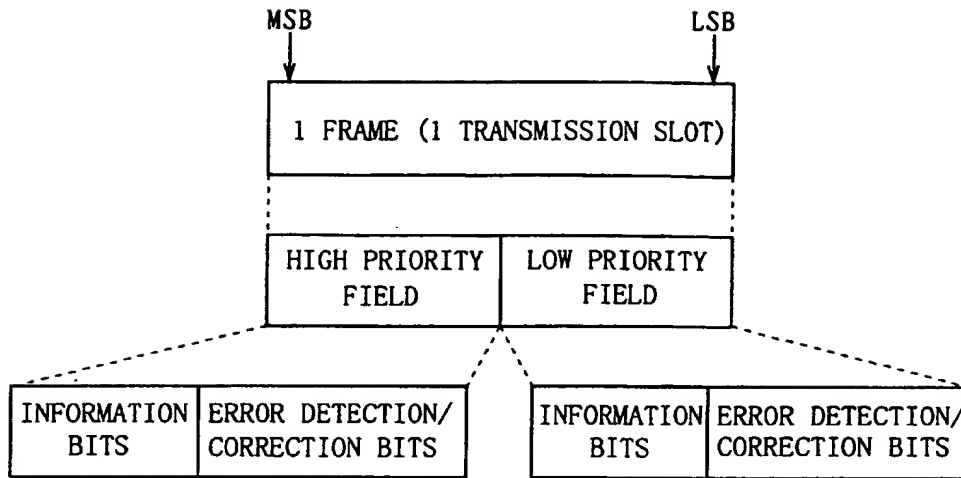 MSB
LSB
1 FRAME (1 TRANSMISSION SLOT)
HIGH PRIORITY
FIELD
LOW PRIORITY
FIELD
INFORMATION
BITS
ERROR DETECTION/
CORRECTION BITS
INFORMATION
BITS
ERROR DETECTION/
CORRECTION BITS